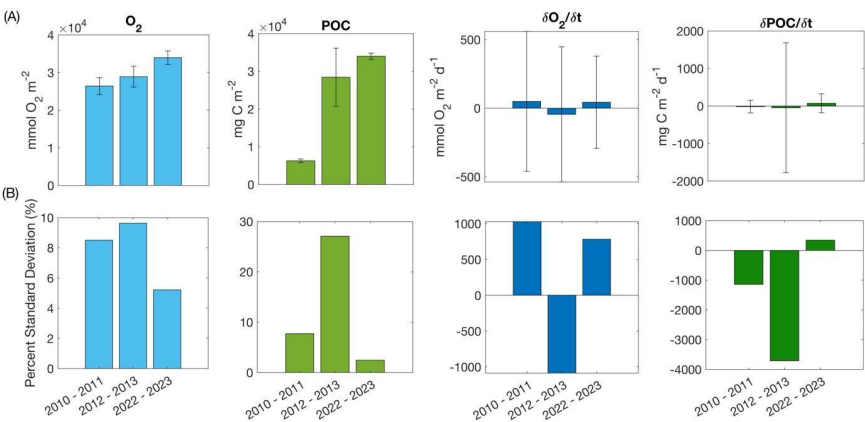 (A)
O2
×10^4
mmol O2 m-2
4
3
2
1
0
POC
×10^4
mg C m-2
4
3
2
1
0
δO2/δt
mmol O2 m-2 d-1
500
0
-500
δPOC/δt
mg C m-2 d-1
2000
1000
0
-1000
-2000
(B)
Percent Standard Deviation (%)
10
8
6
4
2
0
2010 - 2011
2012 - 2013
2022 - 2023
30
20
10
0
2010 - 2011
2012 - 2013
2022 - 2023
1000
500
0
-500
-1000
2010 - 2011
2012 - 2013
2022 - 2023
1000
0
-1000
-2000
-3000
-4000
2010 - 2011
2012 - 2013
2022 - 2023